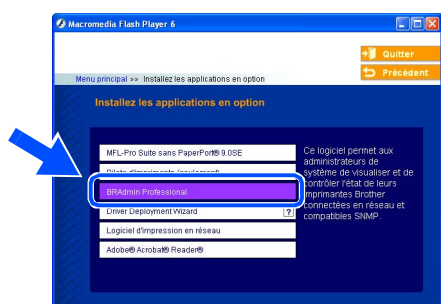 Macromedia Flash Player 6
Quitter
Précédent
Menu principal »» Installez les applications en option
Installez les applications en option
MFL-Pro Suite sans PaperPort® 9.0SE
Pilote d'imprimante (seulement)
BRAdmin Professional
Driver Deployment Wizard ?
Logiciel d'impression en réseau
Adobe® Acrobat® Reader®
Ce logiciel permet aux
administrateurs de
système de visualiser et de
contrôler l'état de leurs
imprimantes Brother
connectées en réseau et
compatibles SNMP.